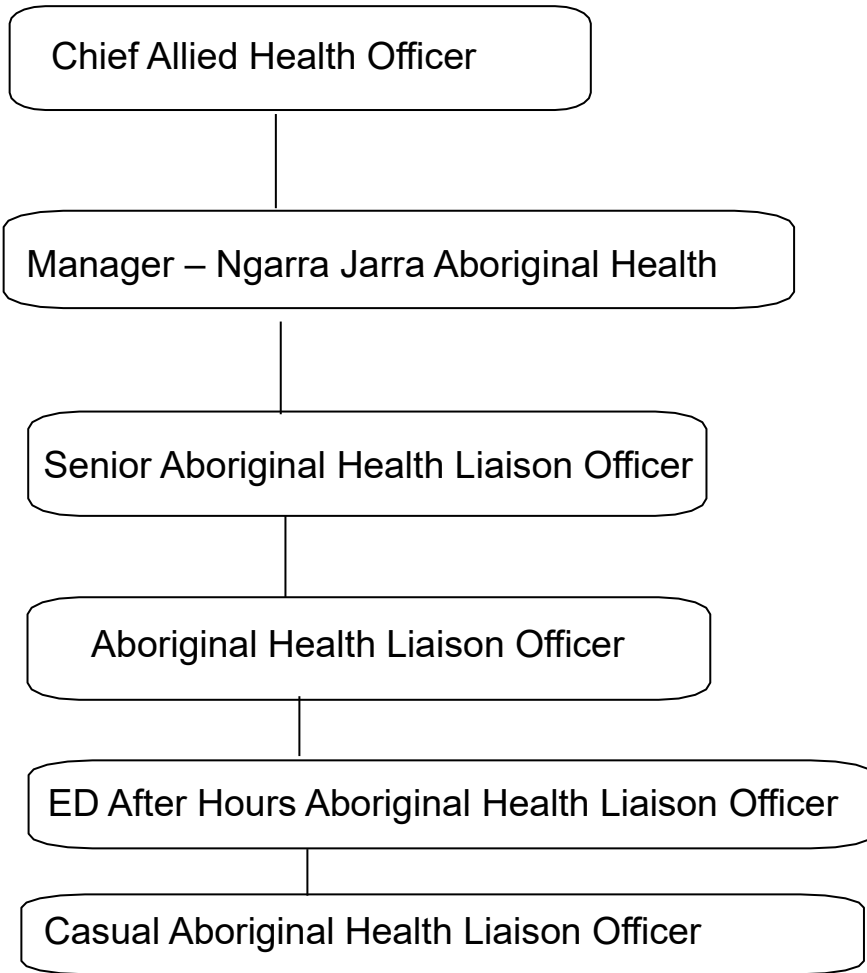 Chief Allied Health Officer
Manager – Ngarra Jarra Aboriginal Health
Senior Aboriginal Health Liaison Officer
Aboriginal Health Liaison Officer
ED After Hours Aboriginal Health Liaison Officer
Casual Aboriginal Health Liaison Officer